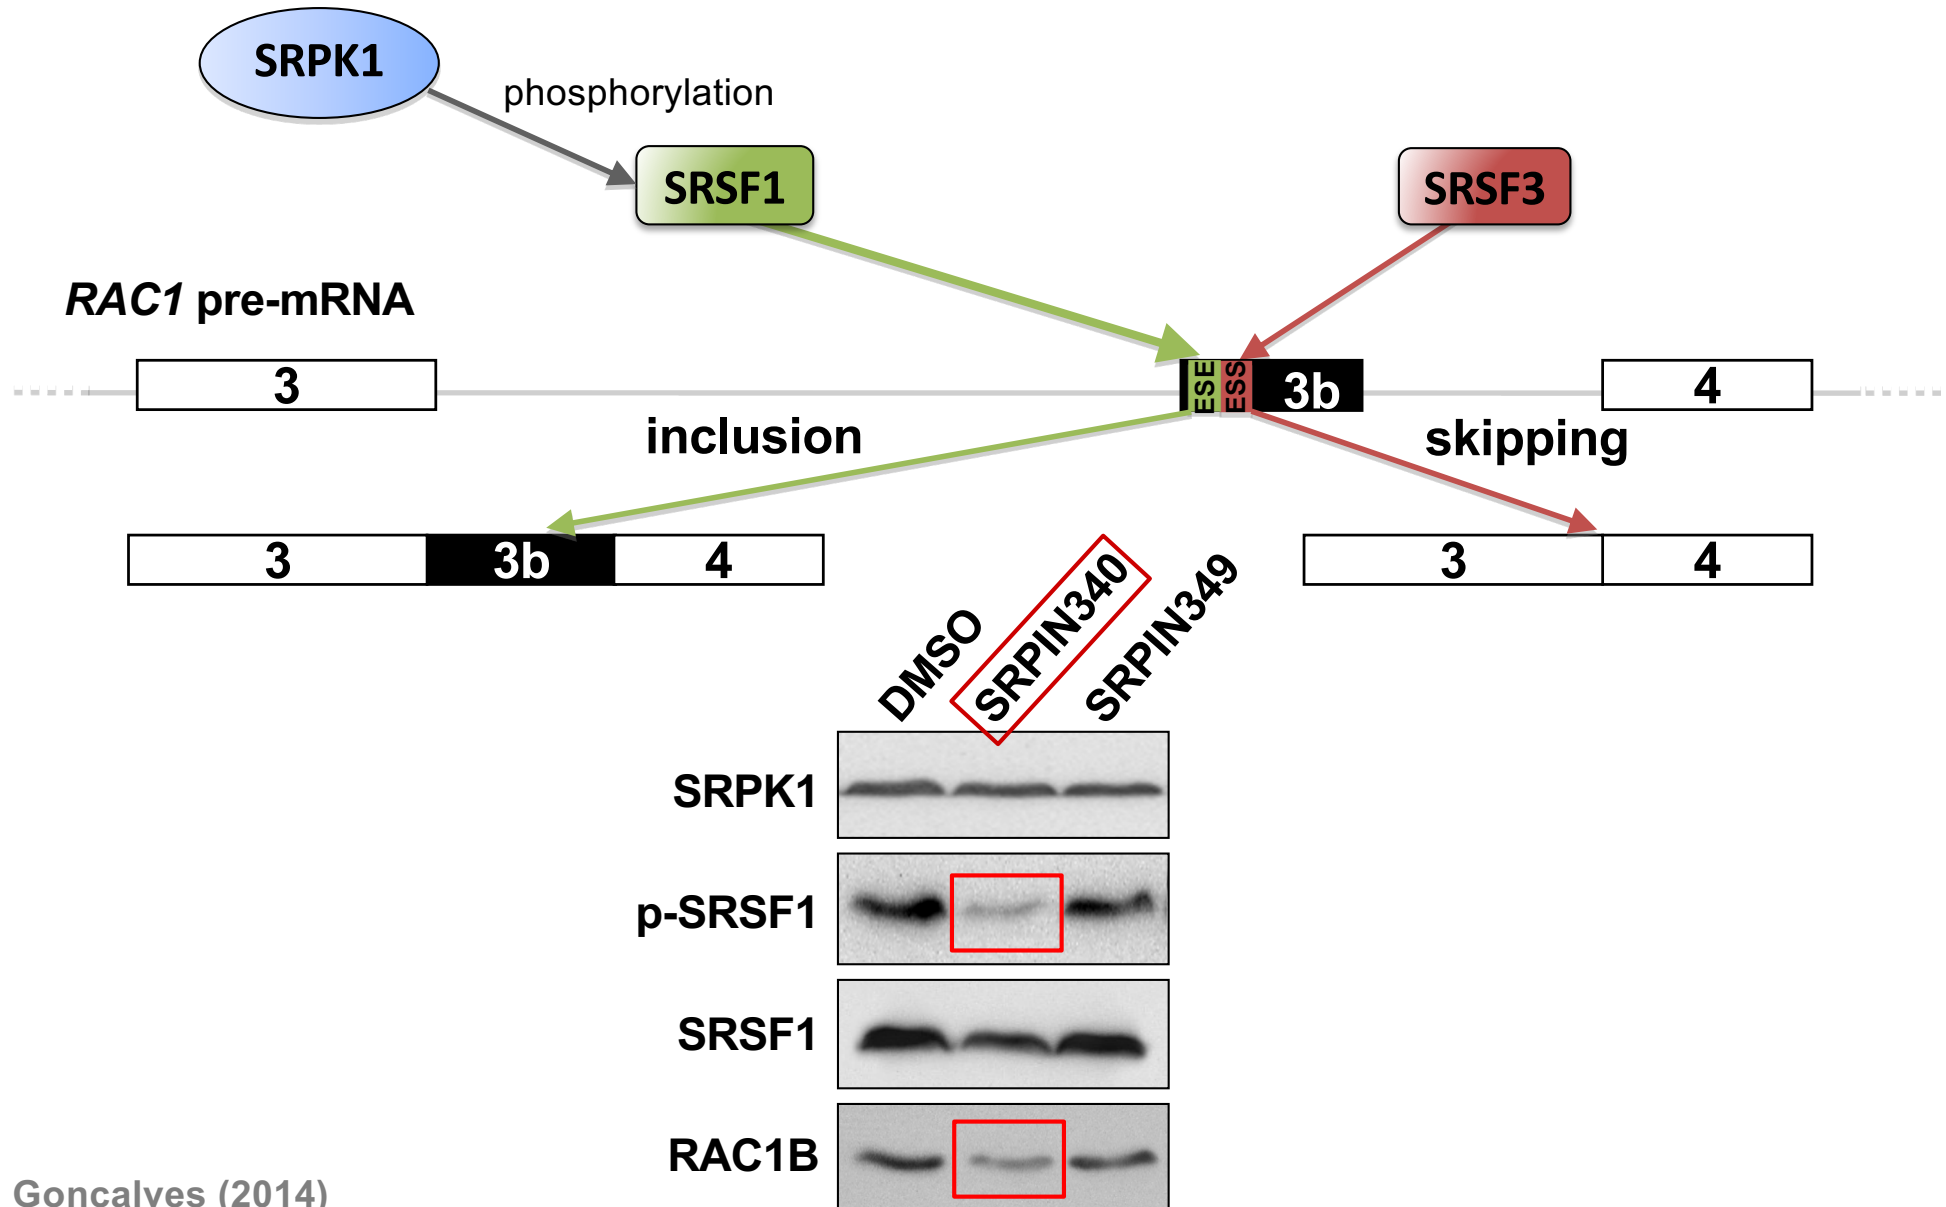 SRPK1
phosphorylation
SRSF1
SRSF3
RAC1 pre-mRNA
3
ESE
ESS
3b
4
inclusion
skipping
3
3b
4
3
4
DMSO
SRPIN340
SRPIN349
SRPK1
p-SRSF1
SRSF1
RAC1B
Goncalves (2014)